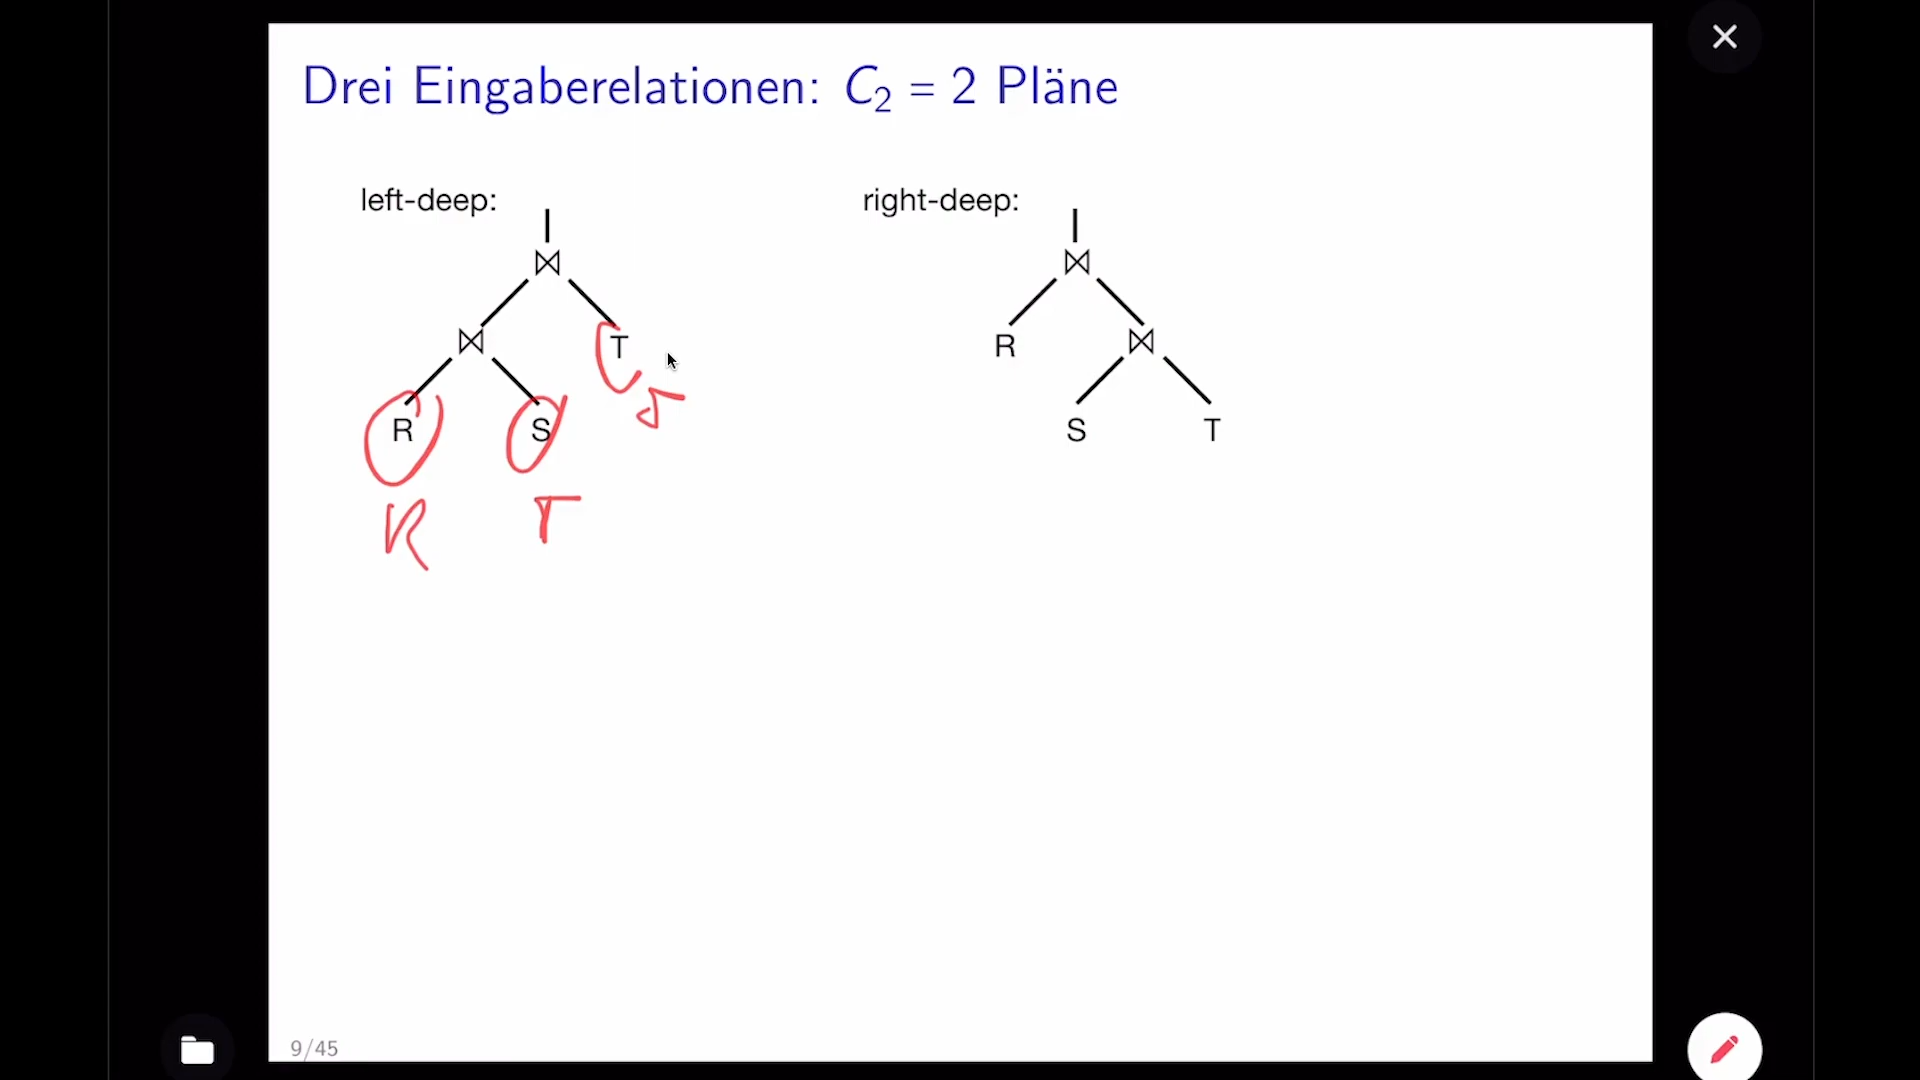 Drei Eingaberelationen: C₂ = 2 Pläne
left-deep:
right-deep:
⋈
⋈
⋈
T
R
⋈
R
S
S
T
R
T
9/45